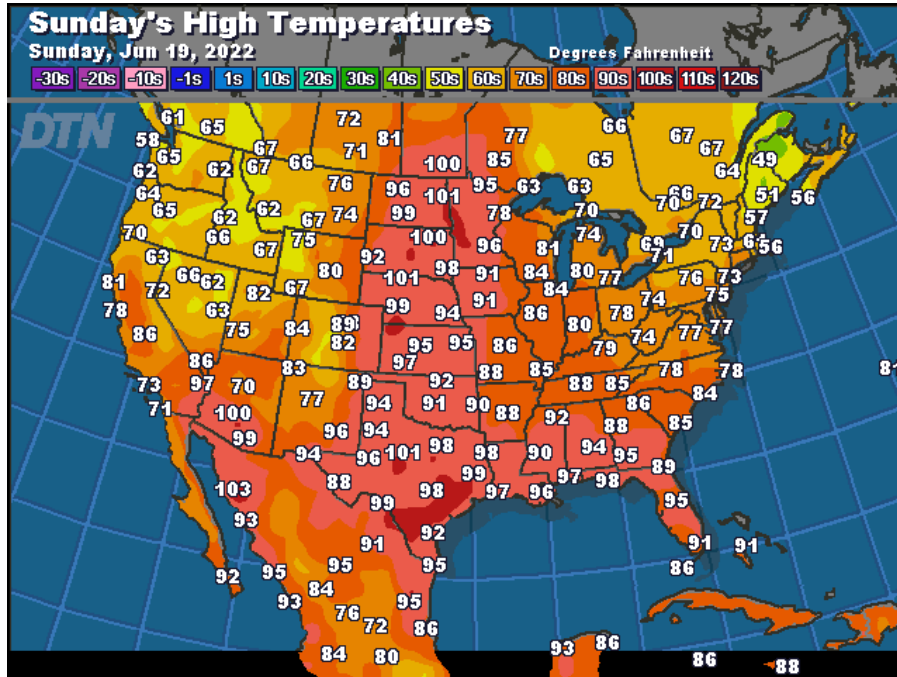 Sunday's High Temperatures
Sunday, Jun 19, 2022 Degrees Fahrenheit
-30s -20s -10s -1s 1s 10s 20s 30s 40s 50s 60s 70s 80s 90s 100s 110s 120s
DTN
61 65 72 81 77 66 67
58 65 67 71 85 65 67
62 62 67 66 100 64 49
64 76 96 101 95 63 63 66 70 72 51 56
65 62 62 67 74 99 78 70 57
70 66 75 100 74 70
63 67 92 98 96 81 69 71 73 56
81 66 62 80 101 91 84 80 77 76 73
72 82 67 99 91 84 74 75
78 63 94 86 78
86 75 84 89 82 95 95 86 80 79 74 77 77
86 83 97 92 88 85 78 78
73 97 70 89 88 85 84
71 77 94 91 90 88 86
100 96 94 92 88 85
99 94 96 101 98 98 90 94 95 89
103 88 99 98 99 97 96 97 98 95
93 91 92 91 91
92 95 95 95 86
93 84 76 95
72 86
84 80 93 86 86 88
81